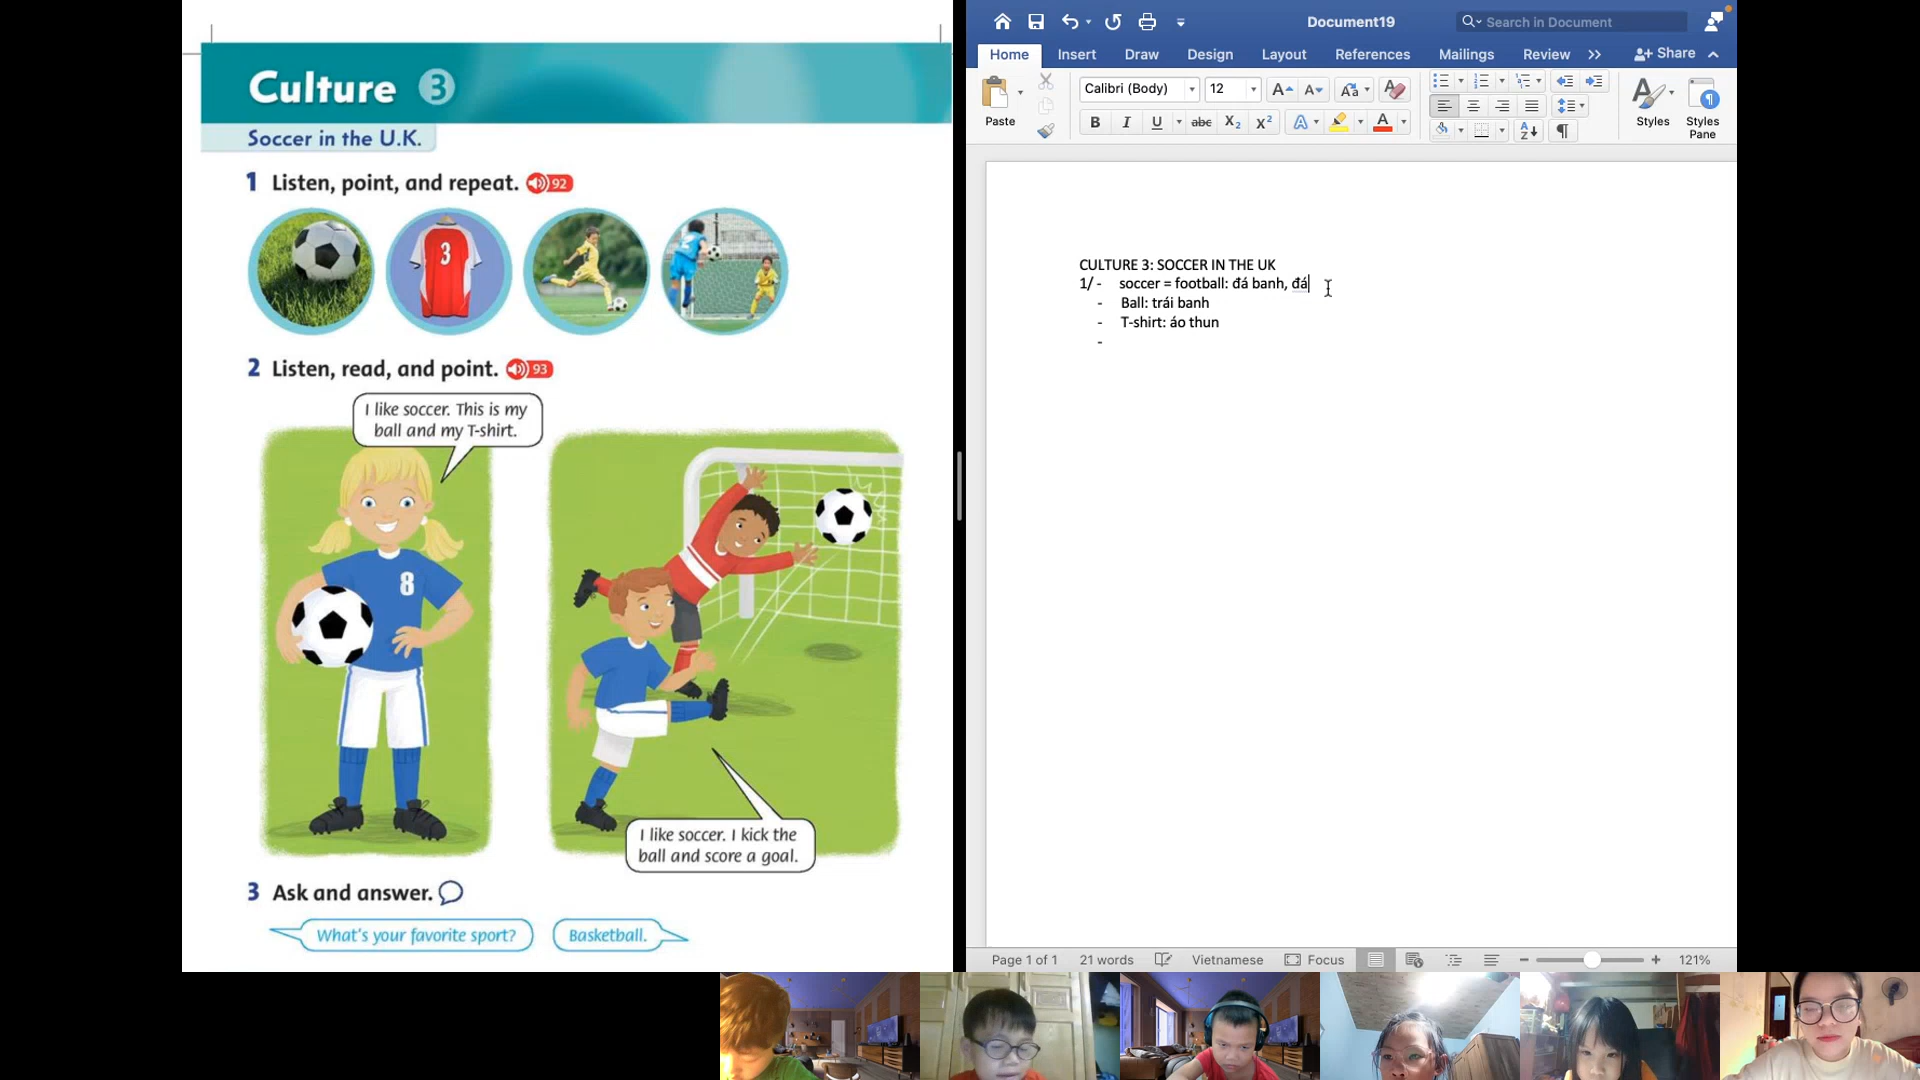 Culture 3
Soccer in the U.K.
1 Listen, point, and repeat. 92
3
2 Listen, read, and point. 93
I like soccer. This is my
ball and my T-shirt.
8
I like soccer. I kick the
ball and score a goal.
3 Ask and answer.
What's your favorite sport?
Basketball.
Document19
Search in Document
Home Insert Draw Design Layout References Mailings Review Share
Paste
Calibri (Body) 12
B I U abc X2 X2 A A
Styles
Styles
Pane
CULTURE 3: SOCCER IN THE UK
1/ - soccer = football: đá banh, đá
- Ball: trái banh
- T-shirt: áo thun
-
Page 1 of 1 21 words Vietnamese Focus 121%